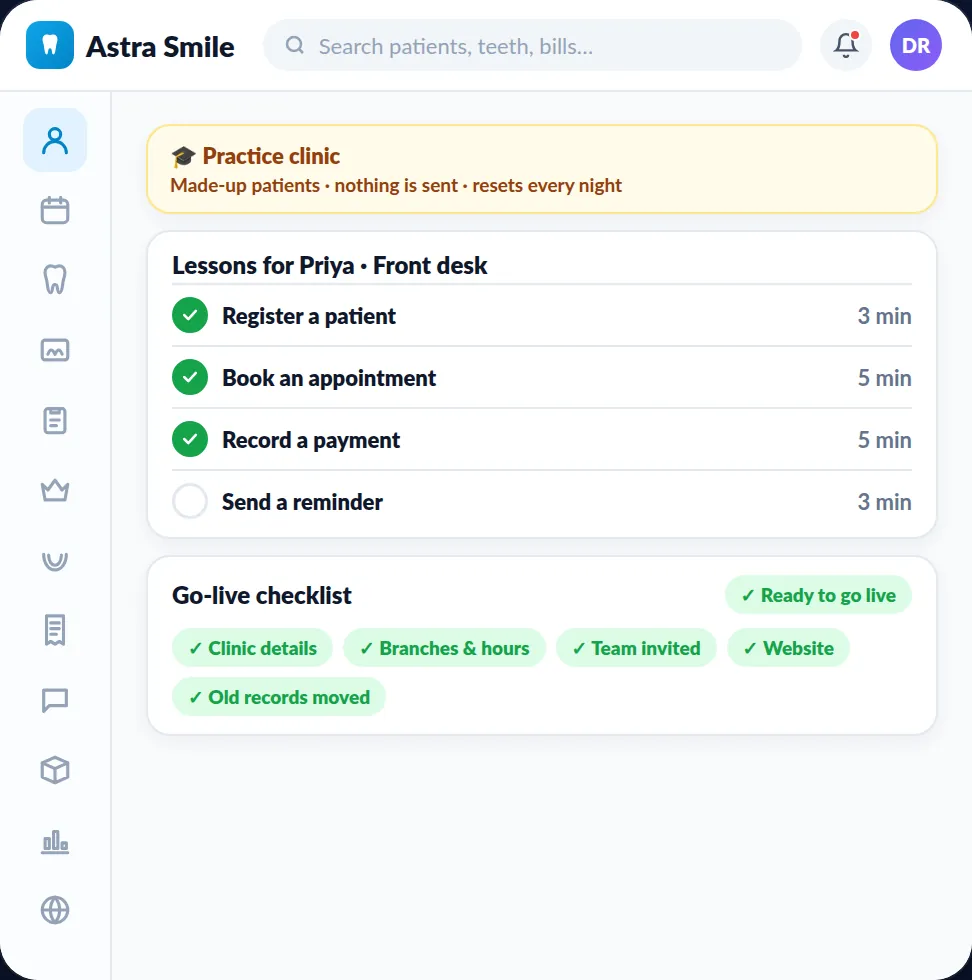 Astra Smile
Search patients, teeth, bills...
DR
🎓 Practice clinic
Made-up patients · nothing is sent · resets every night
Lessons for Priya · Front desk
Register a patient 3 min
Book an appointment 5 min
Record a payment 5 min
Send a reminder 3 min
Go-live checklist ✓ Ready to go live
✓ Clinic details ✓ Branches & hours ✓ Team invited ✓ Website
✓ Old records moved